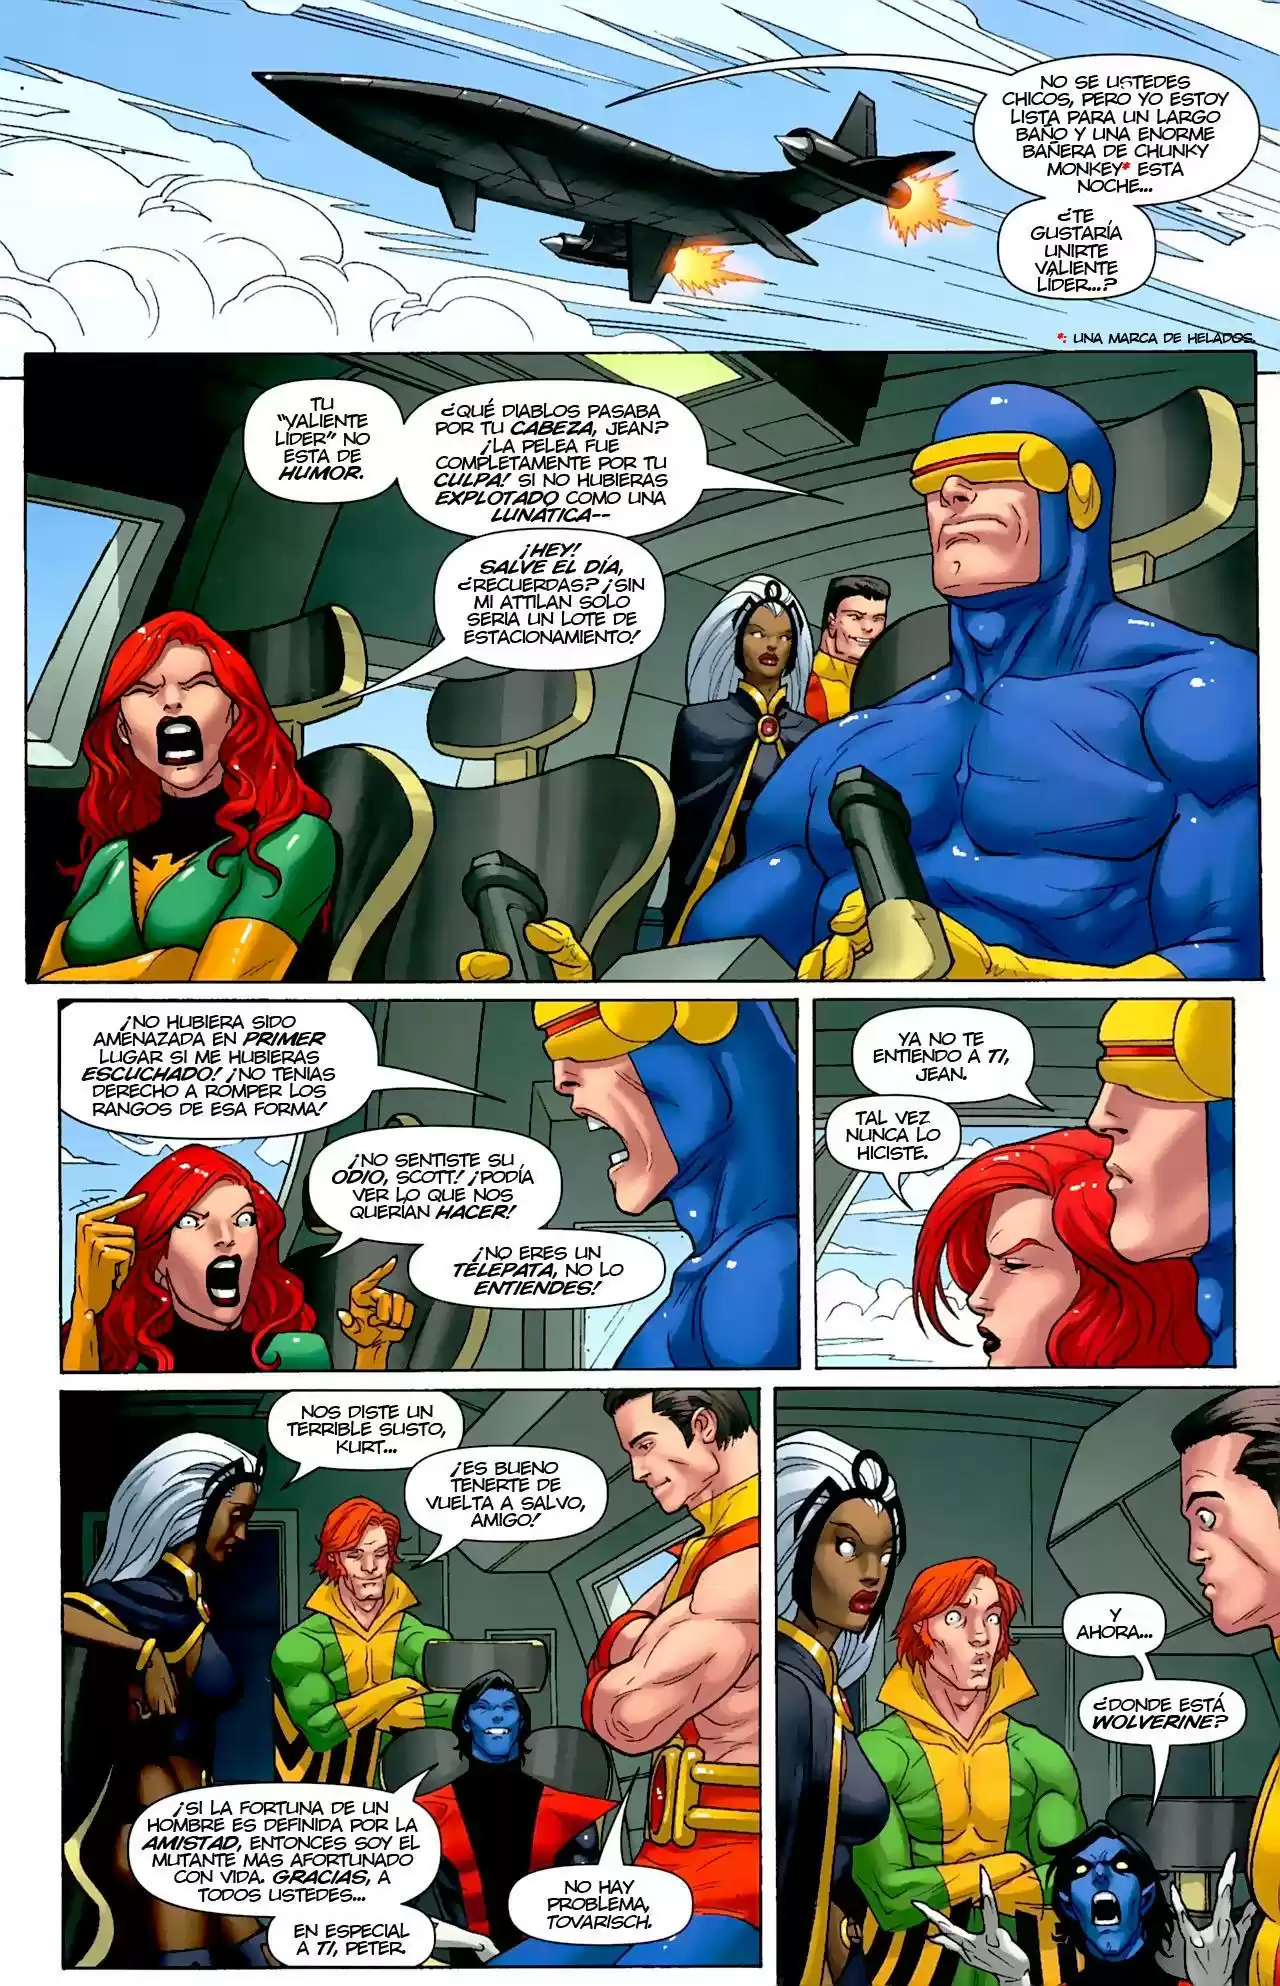 NO SE USTEDES
CHICOS, PERO YO ESTOY
LISTA PARA UN LARGO
BAÑO Y UNA ENORME
BAÑERA DE CHUNKY
MONKEY* ESTA
NOCHE...
¿TE
GUSTARÍA
UNIRTE
VALIENTE
LÍDER...?
*: UNA MARCA DE HELADOS.
TU
"VALIENTE
LÍDER" NO
ESTA DE
HUMOR.
¿QUÉ DIABLOS PASABA
POR TU CABEZA, JEAN?
¡LA PELEA FUE
COMPLETAMENTE POR TU
CULPA! SI NO HUBIERAS
EXPLOTADO COMO UNA
LUNÁTICA--
¡HEY!
SALVE EL DÍA,
¿RECUERDAS? ¡SIN
MI ATTILAN SÓLO
SERIA UN LOTE DE
ESTACIONAMIENTO!
¡NO HUBIERA SIDO
AMENAZADA EN PRIMER
LUGAR SI ME HUBIERAS
ESCUCHADO! ¡NO TENÍAS
DERECHO A ROMPER LOS
RANGOS DE ESA FORMA!
¡NO SENTISTE SU
ODIO, SCOTT! ¡PODÍA
VER LO QUE NOS
QUERÍAN HACER!
¡NO ERES UN
TELÉPATA, NO LO
ENTIENDES!
YA NO TE
ENTIENDO A TI,
JEAN.
TAL VEZ
NUNCA LO
HICISTE.
NOS DISTE UN
TERRIBLE SUSTO,
KURT...
¡ES BUENO
TENERTE DE
VUELTA A SALVO,
AMIGO!
¡SI LA FORTUNA DE UN
HOMBRE ES DEFINIDA POR LA
AMISTAD, ENTONCES SOY EL
MUTANTE MAS AFORTUNADO
CON VIDA. GRACIAS, A
TODOS USTEDES...
EN ESPECIAL
A TI, PETER.
NO HAY
PROBLEMA,
TOVARISCH.
Y
AHORA...
¿DONDE ESTÁ
WOLVERINE?